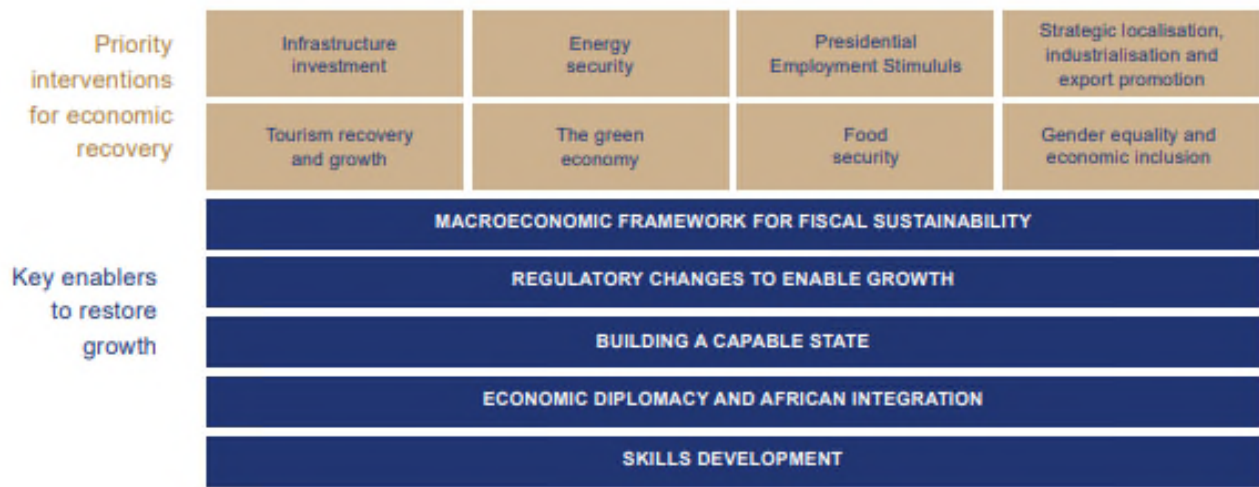 Priority
interventions
for economic
recovery
Infrastructure
investment
Energy
security
Presidential
Employment Stimululs
Strategic localisation,
industrialisation and
export promotion
Tourism recovery
and growth
The green
economy
Food
security
Gender equality and
economic inclusion
Key enablers
to restore
growth
MACROECONOMIC FRAMEWORK FOR FISCAL SUSTAINABILITY
REGULATORY CHANGES TO ENABLE GROWTH
BUILDING A CAPABLE STATE
ECONOMIC DIPLOMACY AND AFRICAN INTEGRATION
SKILLS DEVELOPMENT